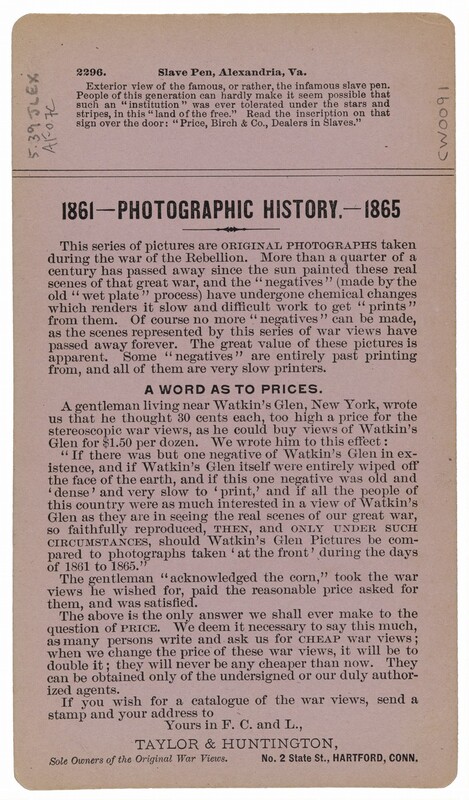 2296. Slave Pen, Alexandria, Va.
Exterior view of the famous, or rather, the infamous slave pen.
People of this generation can hardly make it seem possible that
such an "institution" was ever tolerated under the stars and
stripes, in this "land of the free." Read the inscription on that
sign over the door: "Price, Birch & Co., Dealers in Slaves."
CW0091
1861—PHOTOGRAPHIC HISTORY.—1865
This series of pictures are ORIGINAL PHOTOGRAPHS taken
during the war of the Rebellion. More than a quarter of a
century has passed away since the sun painted these real
scenes of that great war, and the "negatives" (made by the
old "wet plate" process) have undergone chemical changes
which renders it slow and difficult work to get "prints"
from them. Of course no more "negatives" can be made,
as the scenes represented by this series of war views have
passed away forever. The great value of these pictures is
apparent. Some "negatives" are entirely past printing
from, and all of them are very slow printers.
A WORD AS TO PRICES.
A gentleman living near Watkin's Glen, New York, wrote
us that he thought 30 cents each, too high a price for the
stereoscopic war views, as he could buy views of Watkin's
Glen for $1.50 per dozen. We wrote him to this effect:
"If there was but one negative of Watkin's Glen in ex-
istence, and if Watkin's Glen itself were entirely wiped off
the face of the earth, and if this one negative was old and
'dense' and very slow to 'print,' and if all the people of
this country were as much interested in a view of Watkin's
Glen as they are in seeing the real scenes of our great war,
so faithfully reproduced, THEN, and ONLY UNDER SUCH
CIRCUMSTANCES, should Watkin's Glen Pictures be com-
pared to photographs taken 'at the front' during the days
of 1861 to 1865."
The gentleman "acknowledged the corn," took the war
views he wished for, paid the reasonable price asked for
them, and was satisfied.
The above is the only answer we shall ever make to the
question of PRICE. We deem it necessary to say this much,
as many persons write and ask us for CHEAP war views;
when we change the price of these war views, it will be to
double it; they will never be any cheaper than now. They
can be obtained only of the undersigned or our duly author-
ized agents.
If you wish for a catalogue of the war views, send a
stamp and your address to
Yours in F. C. and L.,
TAYLOR & HUNTINGTON,
Sole Owners of the Original War Views. No. 2 State St., HARTFORD, CONN.